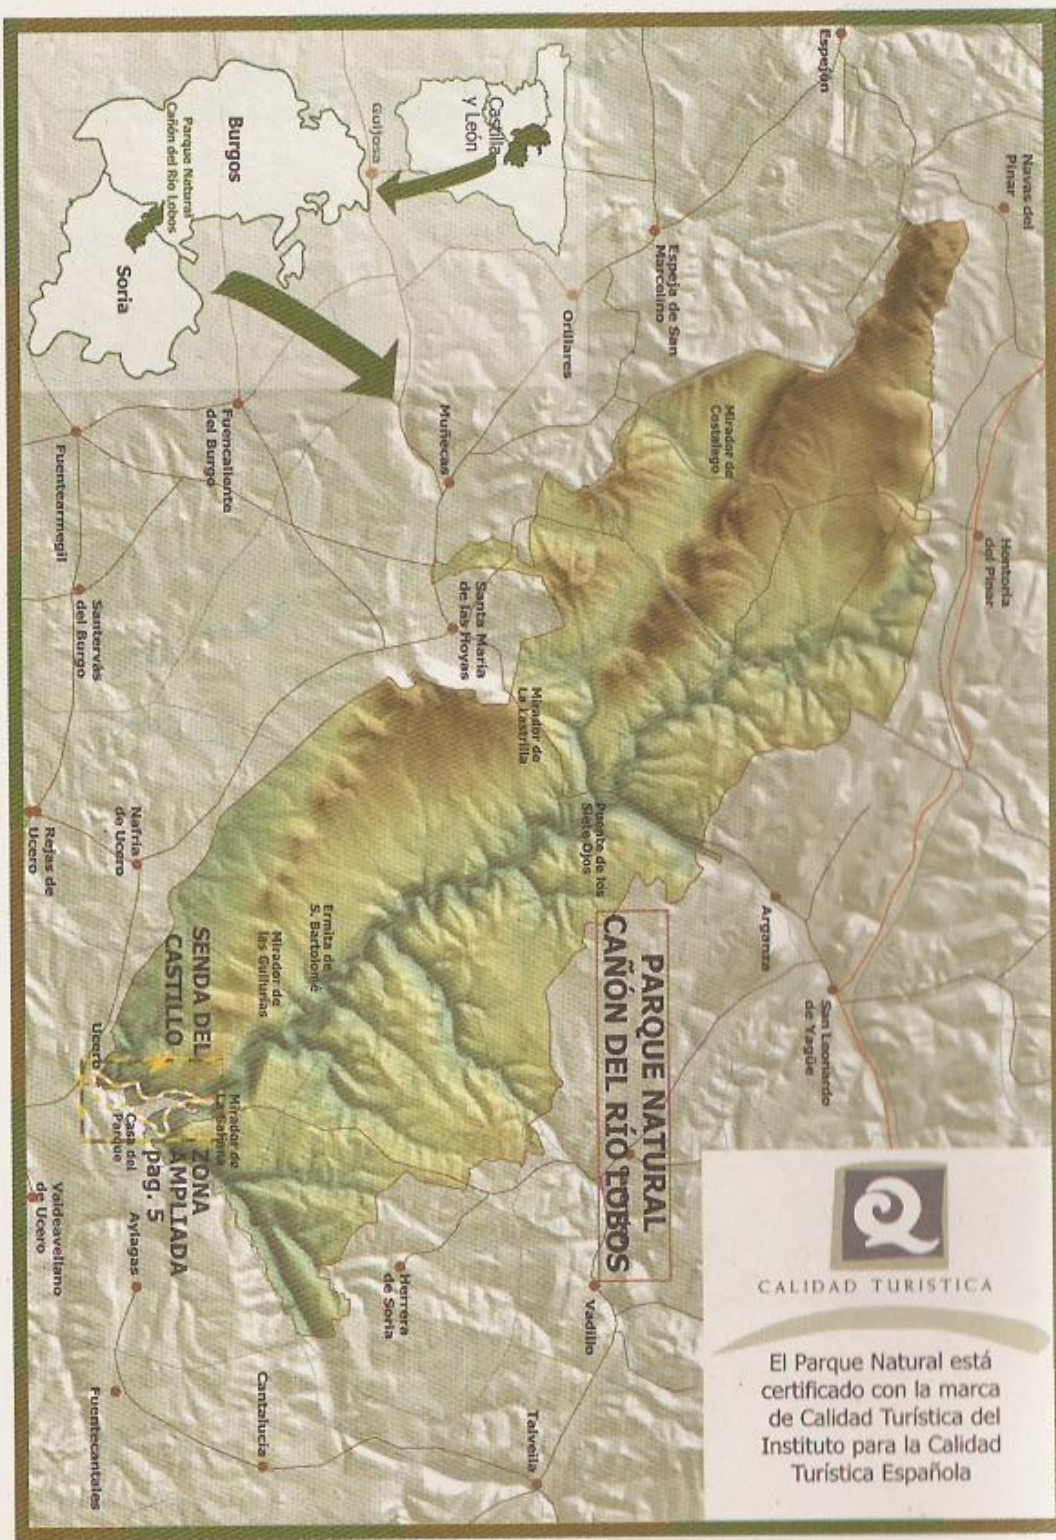 Espejón
Navas del
Pinar
Guijosa
Castilla
y León
Burgos
Parque Natural
Cañón del Río Lobos
Soria
Espeja de San
Marcelino
Orillares
Mirador de
Costalago
Hontoria
del Pinar
Muñecas
Fuencaliente
del Burgo
Fuentearmegil
Santa María
de las Hoyas
Santervás
del Burgo
Mirador de
La Lastrilla
Puente de los
Siete Ojos
Nafría
de Ucero
Rejas de
Ucero
Arganza
San Leonardo
de Yagüe
PARQUE NATURAL
CAÑÓN DEL RÍO LOBOS
Ermita de
S. Bartolomé
Mirador de
las Gullurías
SENDA DEL
CASTILLO
Ucero
Mirador de
La Galiana
Casa del
Parque
ZONA
AMPLIADA
pag. 5
Valdeavellano
de Ucero
Aylagas
Herrera
de Soria
Vadillo
Fuentecantales
Cantalucia
Talveila
CALIDAD TURISTICA
El Parque Natural está
certificado con la marca
de Calidad Turística del
Instituto para la Calidad
Turística Española